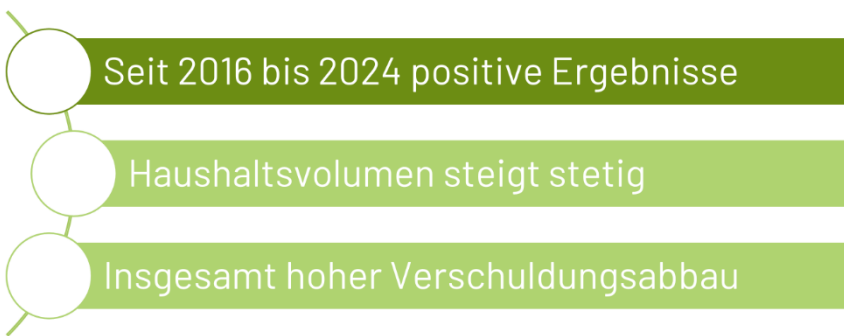 Seit 2016 bis 2024 positive Ergebnisse
Haushaltsvolumen steigt stetig
Insgesamt hoher Verschuldungsabbau